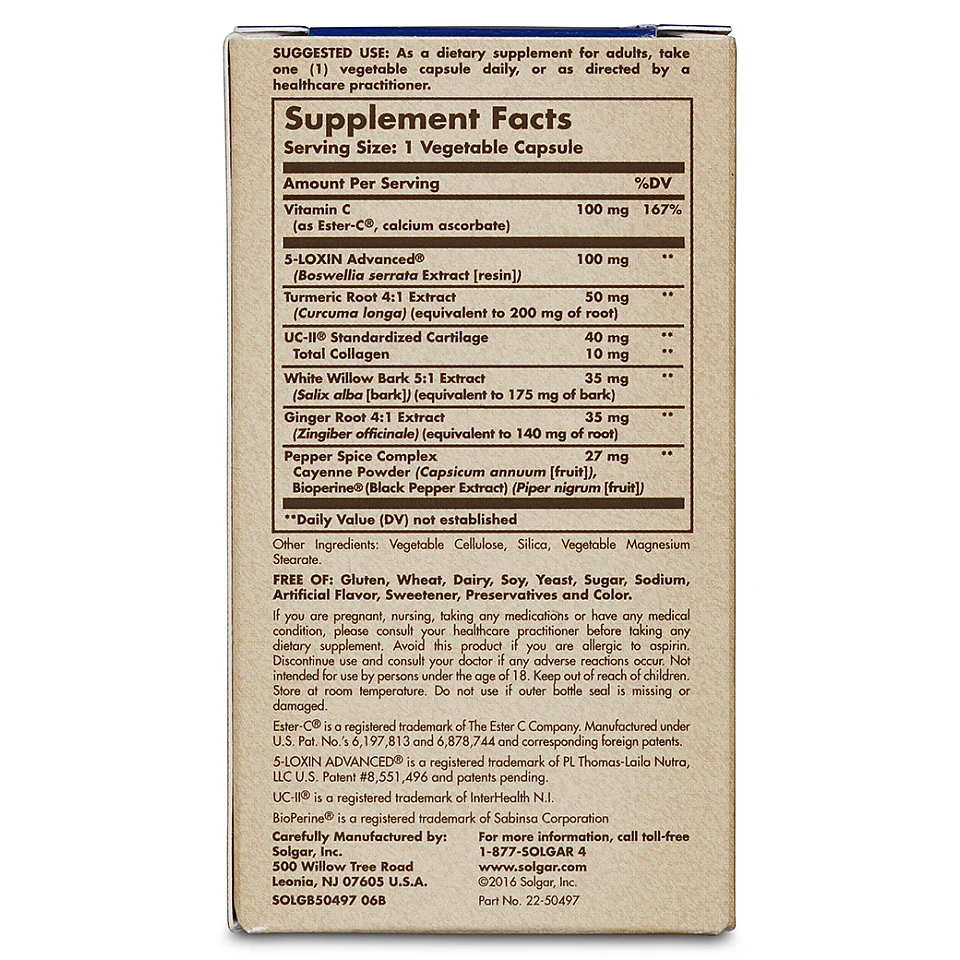 SUGGESTED USE: As a dietary supplement for adults, take
one (1) vegetable capsule daily, or as directed by a
healthcare practitioner.
Supplement Facts
Serving Size: 1 Vegetable Capsule
Amount Per Serving %DV
Vitamin C 100 mg 167%
(as Ester-C®, calcium ascorbate)
5-LOXIN Advanced® 100 mg **
(Boswellia serrata Extract [resin])
Turmeric Root 4:1 Extract 50 mg **
(Curcuma longa) (equivalent to 200 mg of root)
UC-II® Standardized Cartilage 40 mg **
Total Collagen 10 mg **
White Willow Bark 5:1 Extract 35 mg **
(Salix alba [bark]) (equivalent to 175 mg of bark)
Ginger Root 4:1 Extract 35 mg **
(Zingiber officinale) (equivalent to 140 mg of root)
Pepper Spice Complex 27 mg **
Cayenne Powder (Capsicum annuum [fruit]),
Bioperine® (Black Pepper Extract) (Piper nigrum [fruit])
**Daily Value (DV) not established
Other Ingredients: Vegetable Cellulose, Silica, Vegetable Magnesium
Stearate.
FREE OF: Gluten, Wheat, Dairy, Soy, Yeast, Sugar, Sodium,
Artificial Flavor, Sweetener, Preservatives and Color.
If you are pregnant, nursing, taking any medications or have any medical
condition, please consult your healthcare practitioner before taking any
dietary supplement. Avoid this product if you are allergic to aspirin.
Discontinue use and consult your doctor if any adverse reactions occur. Not
intended for use by persons under the age of 18. Keep out of reach of children.
Store at room temperature. Do not use if outer bottle seal is missing or
damaged.
Ester-C® is a registered trademark of The Ester C Company. Manufactured under
U.S. Pat. No.'s 6,197,813 and 6,878,744 and corresponding foreign patents.
5-LOXIN ADVANCED® is a registered trademark of PL Thomas-Laila Nutra,
LLC U.S. Patent #8,551,496 and patents pending.
UC-II® is a registered trademark of InterHealth N.I.
BioPerine® is a registered trademark of Sabinsa Corporation
Carefully Manufactured by: For more information, call toll-free
Solgar, Inc. 1-877-SOLGAR 4
500 Willow Tree Road www.solgar.com
Leonia, NJ 07605 U.S.A. ©2016 Solgar, Inc.
SOLGB50497 06B Part No. 22-50497